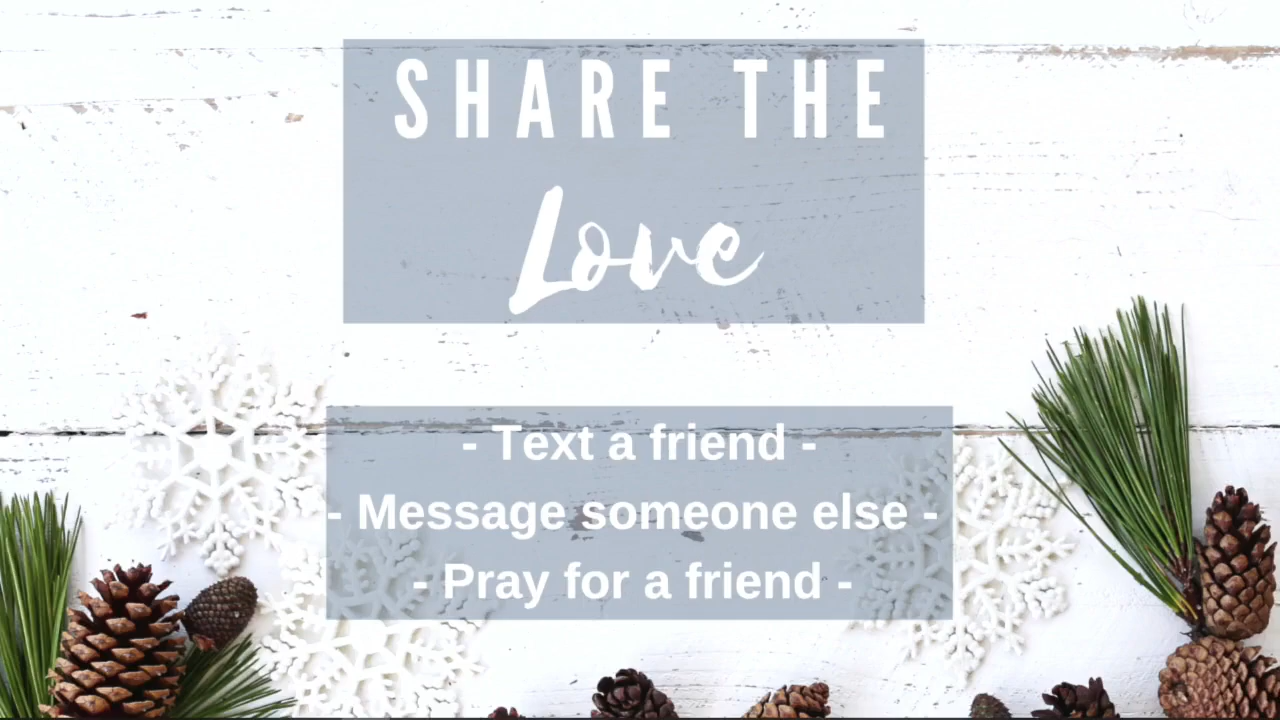 SHARE THE
Love
- Text a friend -
- Message someone else -
- Pray for a friend -